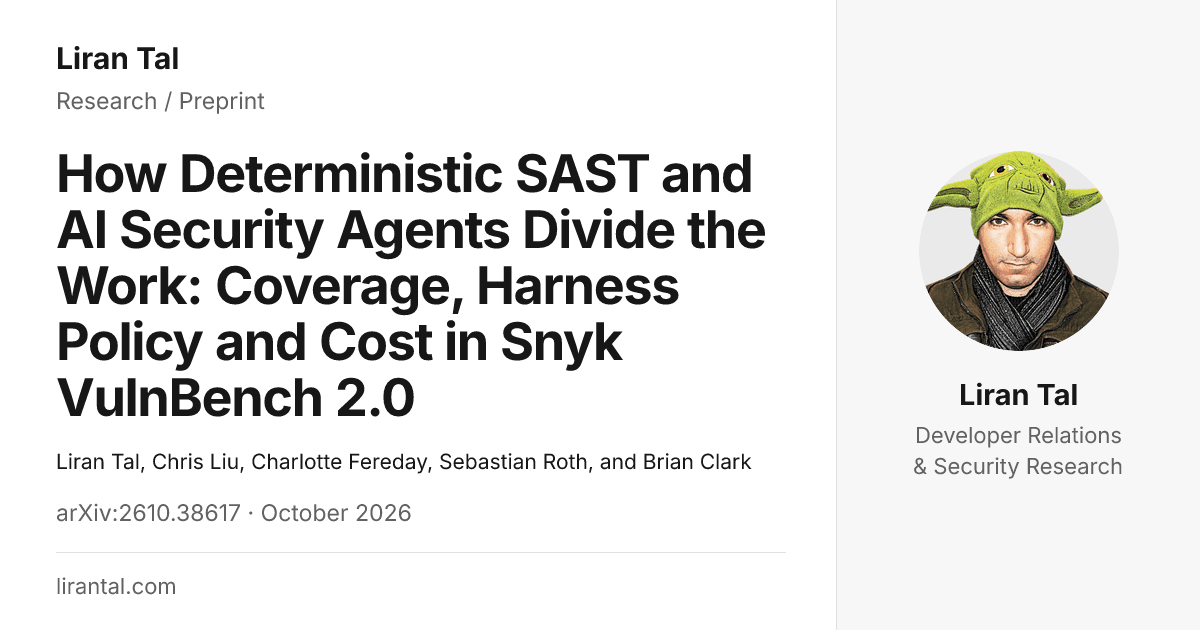 Liran Tal
Research / Preprint
How Deterministic SAST and
AI Security Agents Divide the
Work: Coverage, Harness
Policy and Cost in Snyk
VulnBench 2.0
Liran Tal, Chris Liu, Charlotte Fereday, Sebastian Roth, and Brian Clark
arXiv:2610.38617 · October 2026
lirantal.com
Liran Tal
Developer Relations
& Security Research